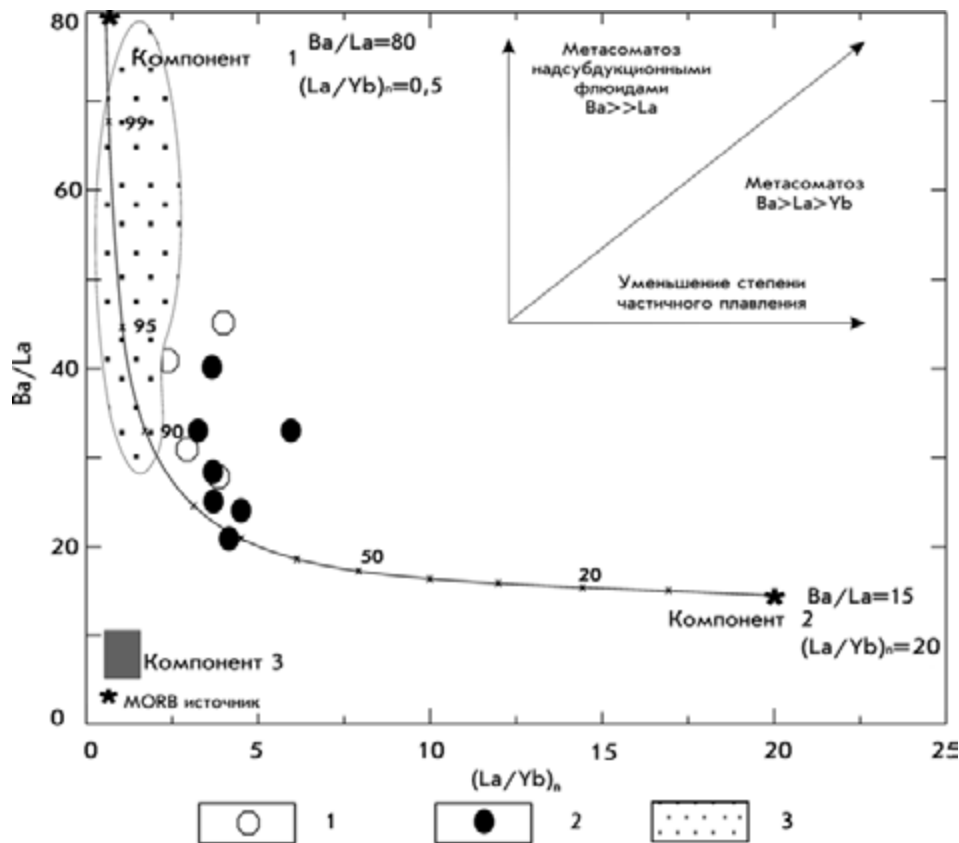 80
Компонент 1
Ba/La=80
(La/Yb)ₙ=0,5
Метасоматоз
надсубдукционными
флюидами
Ba>>La
99
60
Метасоматоз
Ba>La>Yb
Уменьшение степени
частичного плавления
95
Ba/La
40
90
20
50
20
Ba/La=15
Компонент 2
(La/Yb)ₙ=20
Компонент 3
MORB источник
0
0
5
10
15
20
25
(La/Yb)ₙ
1
2
3